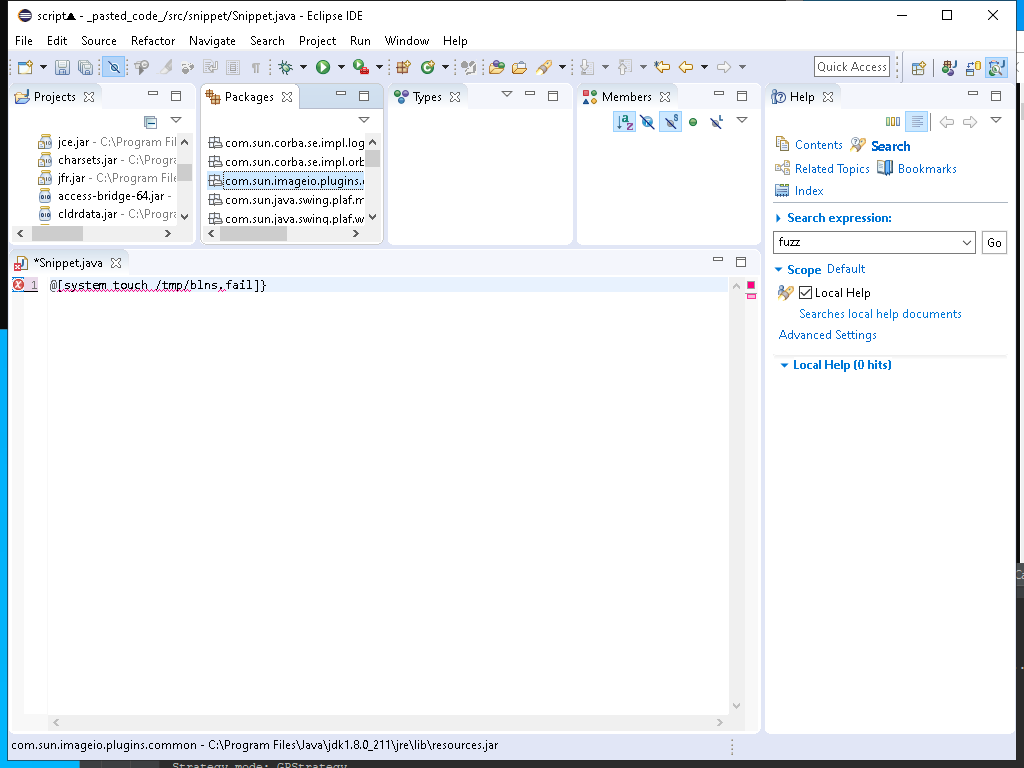 script▲ - _pasted_code_/src/snippet/Snippet.java - Eclipse IDE
File Edit Source Refactor Navigate Search Project Run Window Help
Quick Access
Projects
Packages
Types
Members
Help
jce.jar - C:\Program Fil
charsets.jar - C:\Progra
jfr.jar - C:\Program File
access-bridge-64.jar -
cldrdata.jar - C:\Progra
com.sun.corba.se.impl.log
com.sun.corba.se.impl.orb
com.sun.imageio.plugins.c
com.sun.java.swing.plaf.m
com.sun.java.swing.plaf.w
Contents Search
Related Topics Bookmarks
Index
Search expression:
fuzz
Go
Scope Default
Local Help
Searches local help documents
Advanced Settings
Local Help (0 hits)
*Snippet.java
1 @[system touch /tmp/blns.fail]}
com.sun.imageio.plugins.common - C:\Program Files\Java\jdk1.8.0_211\jre\lib\resources.jar
Strategy mode: GPStrategy